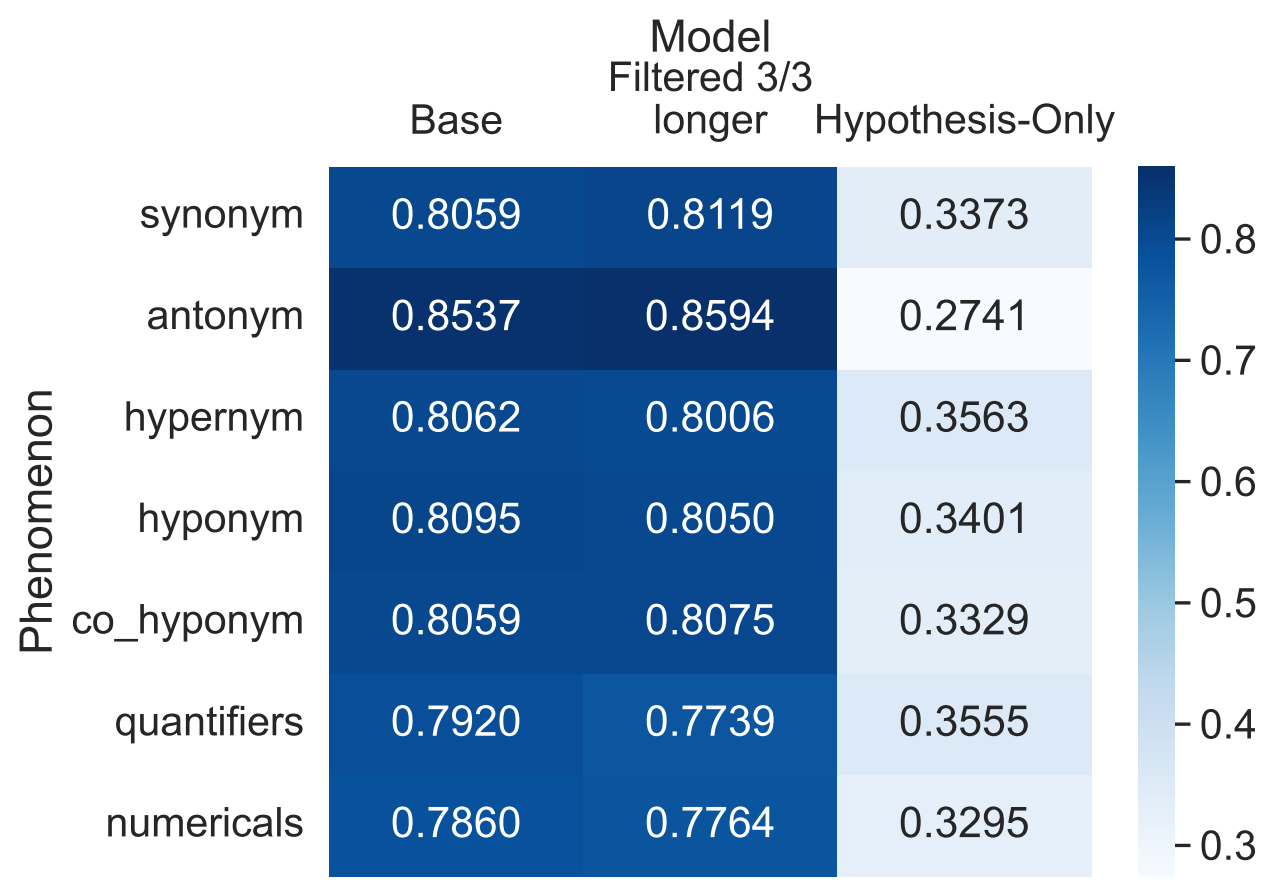 Model
Filtered 3/3
Base longer Hypothesis-Only
synonym 0.8059 0.8119 0.3373
antonym 0.8537 0.8594 0.2741
hypernym 0.8062 0.8006 0.3563
hyponym 0.8095 0.8050 0.3401
co_hyponym 0.8059 0.8075 0.3329
quantifiers 0.7920 0.7739 0.3555
numericals 0.7860 0.7764 0.3295
Phenomenon
0.8
0.7
0.6
0.5
0.4
0.3